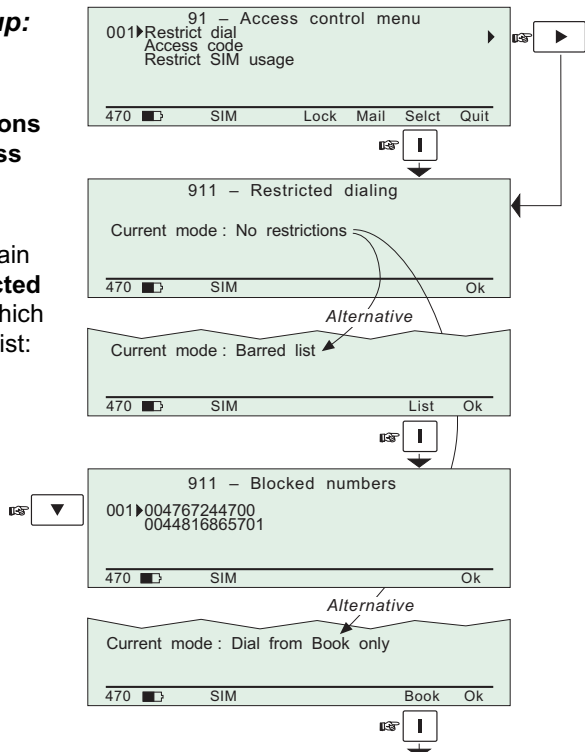 up:
ons
ss
ain
cted
hich
ist:
91 – Access control menu
001 Restrict dial
Access code
Restrict SIM usage
470 SIM Lock Mail Selct Quit
911 – Restricted dialing
Current mode : No restrictions
470 SIM Ok
Alternative
Current mode : Barred list
470 SIM List Ok
911 – Blocked numbers
001 004767244700
0044816865701
470 SIM Ok
Alternative
Current mode : Dial from Book only
470 SIM Book Ok